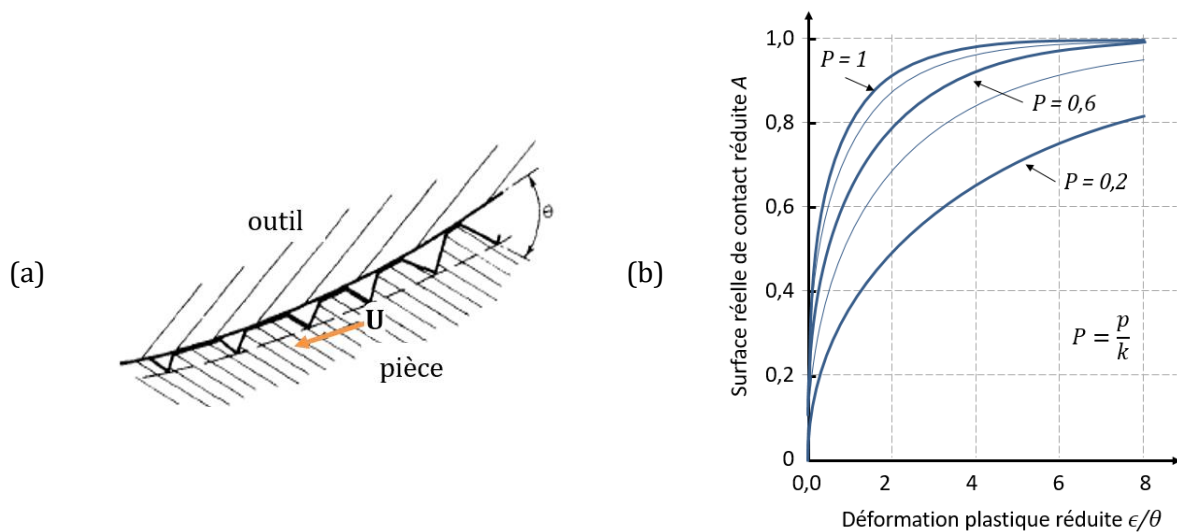 (a)
outil
θ
U
pièce
(b)
Surface réelle de contact réduite A
1,0
0,8
0,6
0,4
0,2
0
P = 1
P = 0,6
P = 0,2
P = p/k
0,0
2
4
6
8
Déformation plastique réduite ϵ/θ